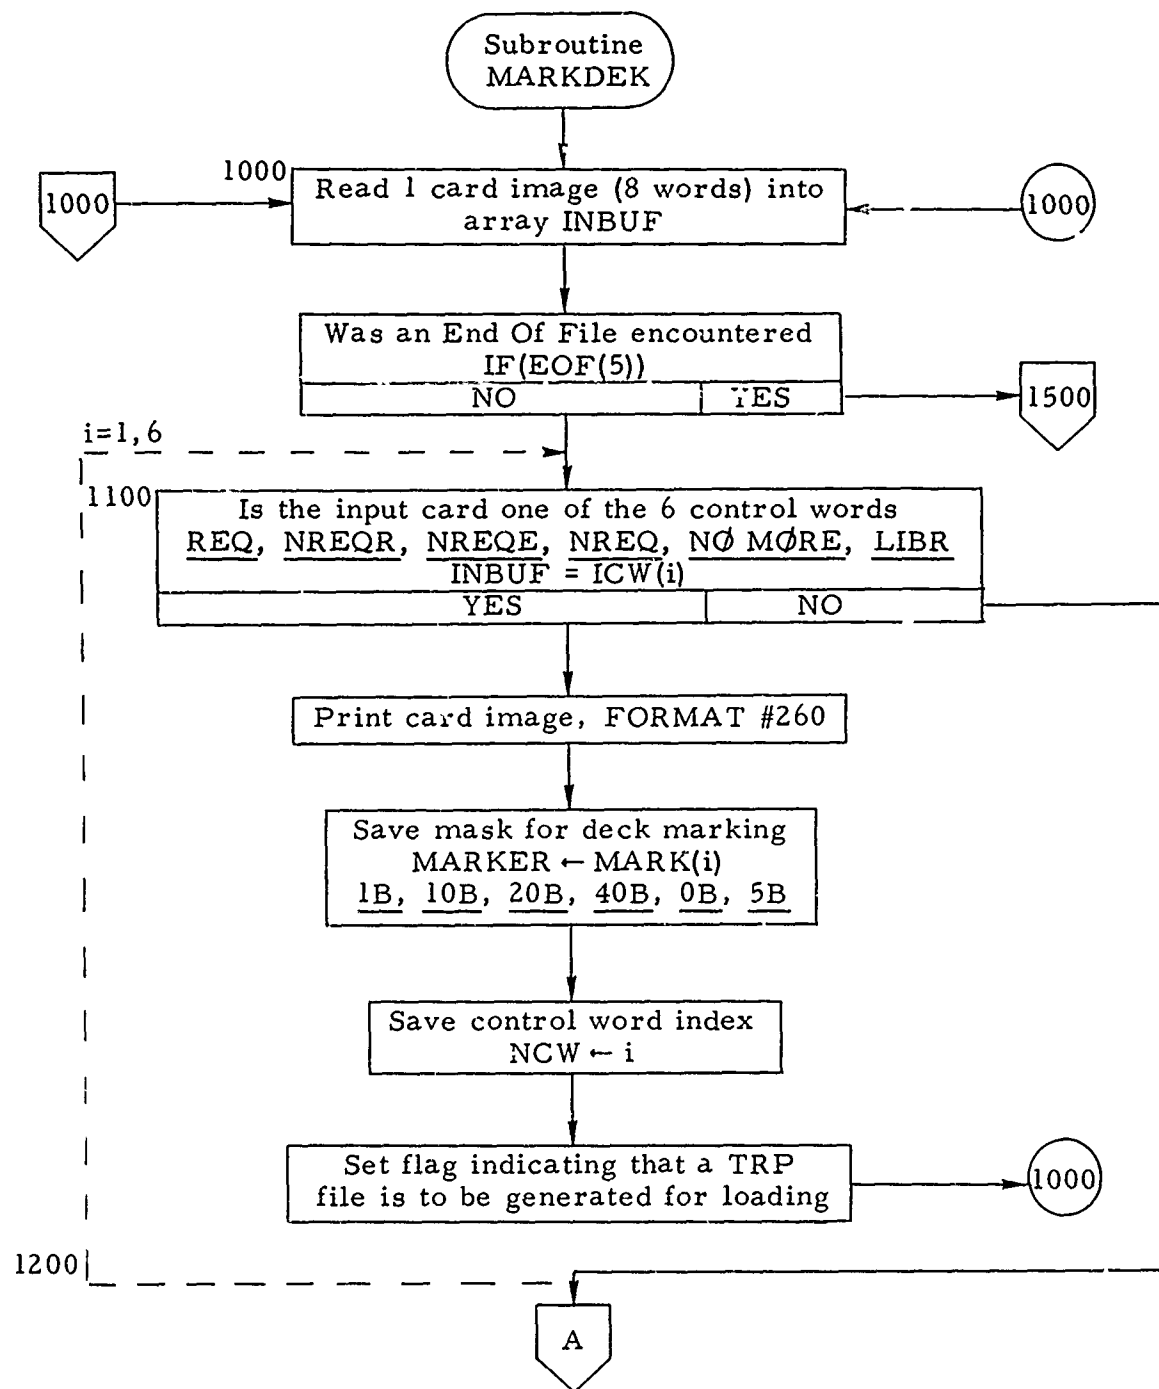 Subroutine
MARKDEK
1000
1000
Read 1 card image (8 words) into
array INBUF
1000
Was an End Of File encountered
IF(EOF(5))
NO
YES
1500
i=1,6
1100
Is the input card one of the 6 control words
REQ, NREQR, NREQE, NREQ, NØ MØRE, LIBR
INBUF = ICW(i)
YES
NO
Print card image, FORMAT #260
Save mask for deck marking
MARKER ← MARK(i)
1B, 10B, 20B, 40B, 0B, 5B
Save control word index
NCW ← i
Set flag indicating that a TRP
file is to be generated for loading
1000
1200
A